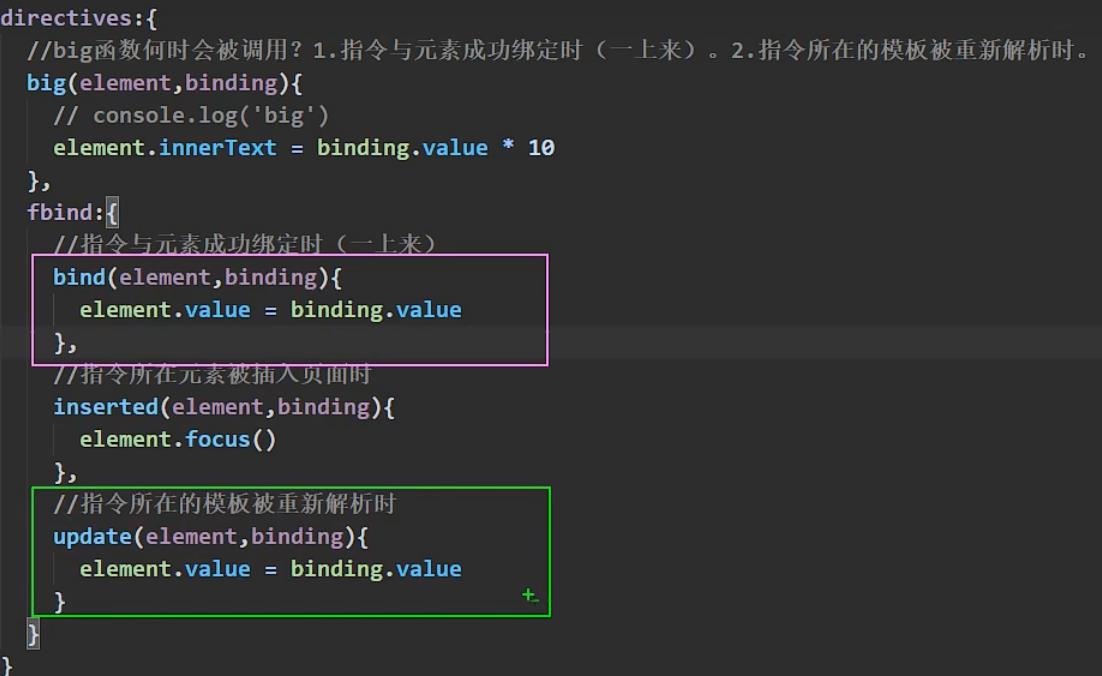 directives:{
//big函数何时会被调用？1.指令与元素成功绑定时（一上来）。2.指令所在的模板被重新解析时。
big(element,binding){
// console.log('big')
element.innerText = binding.value * 10
},
fbind:{
//指令与元素成功绑定时（一上来）
bind(element,binding){
element.value = binding.value
},
//指令所在元素被插入页面时
inserted(element,binding){
element.focus()
},
//指令所在的模板被重新解析时
update(element,binding){
element.value = binding.value
}
}
}